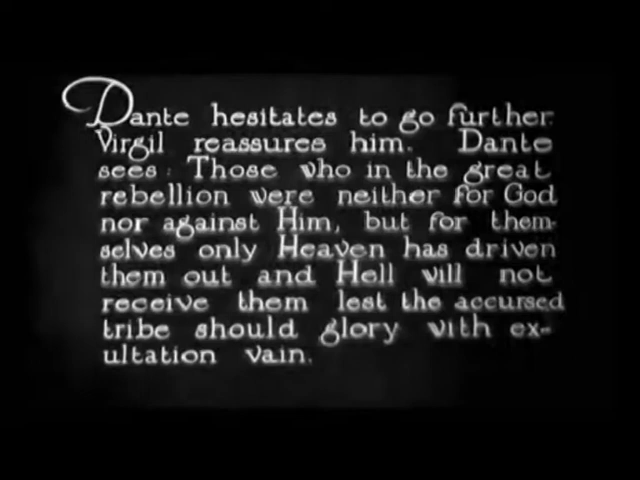 Dante hesitates to go further.
Virgil reassures him. Dante
sees: Those who in the great
rebellion were neither for God
nor against Him, but for them-
selves only Heaven has driven
them out and Hell will not
receive them lest the accursed
tribe should glory with ex-
ultation vain.